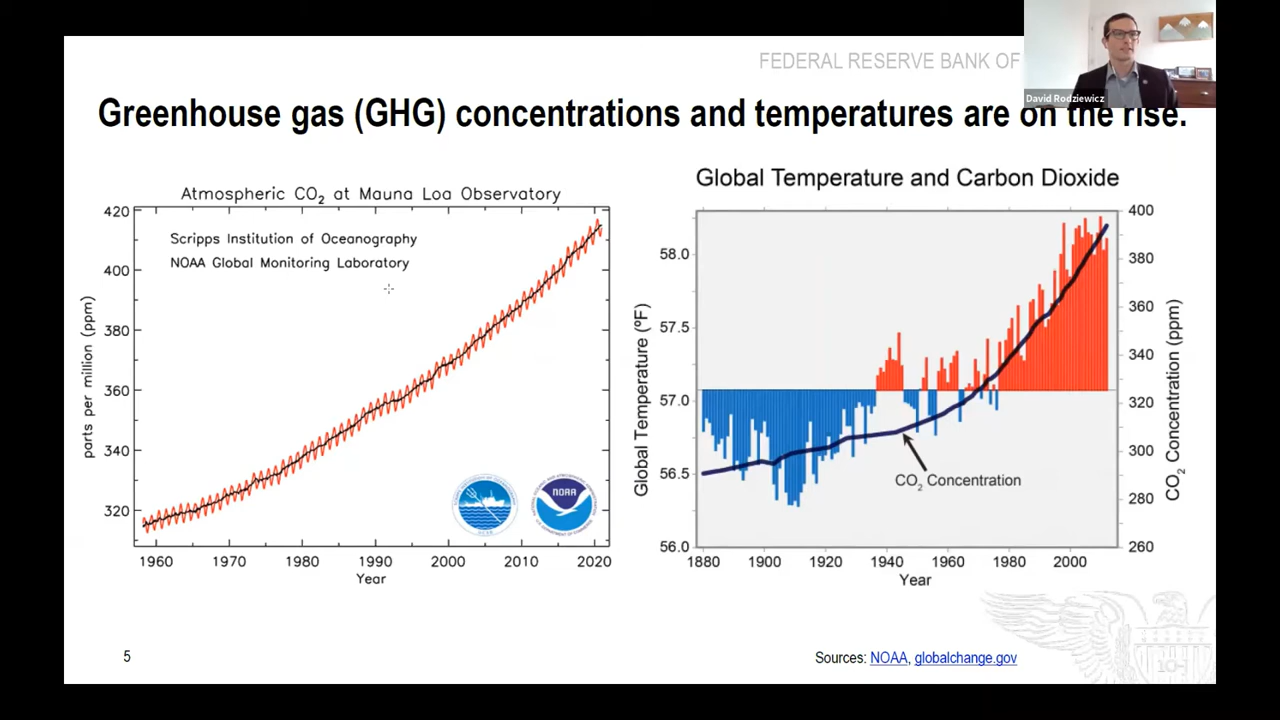 FEDERAL RESERVE BANK OF
David Rodziewicz
Greenhouse gas (GHG) concentrations and temperatures are on the rise.
Atmospheric CO2 at Mauna Loa Observatory
Scripps Institution of Oceanography
NOAA Global Monitoring Laboratory
parts per million (ppm)
420
400
380
360
340
320
1960 1970 1980 1990 2000 2010 2020
Year
NOAA
Global Temperature and Carbon Dioxide
Global Temperature (ºF)
58.0
57.5
57.0
56.5
56.0
400
380
360
340
320
300
280
260
CO2 Concentration (ppm)
CO2 Concentration
1880 1900 1920 1940 1960 1980 2000
Year
5
Sources: NOAA, globalchange.gov
10-J